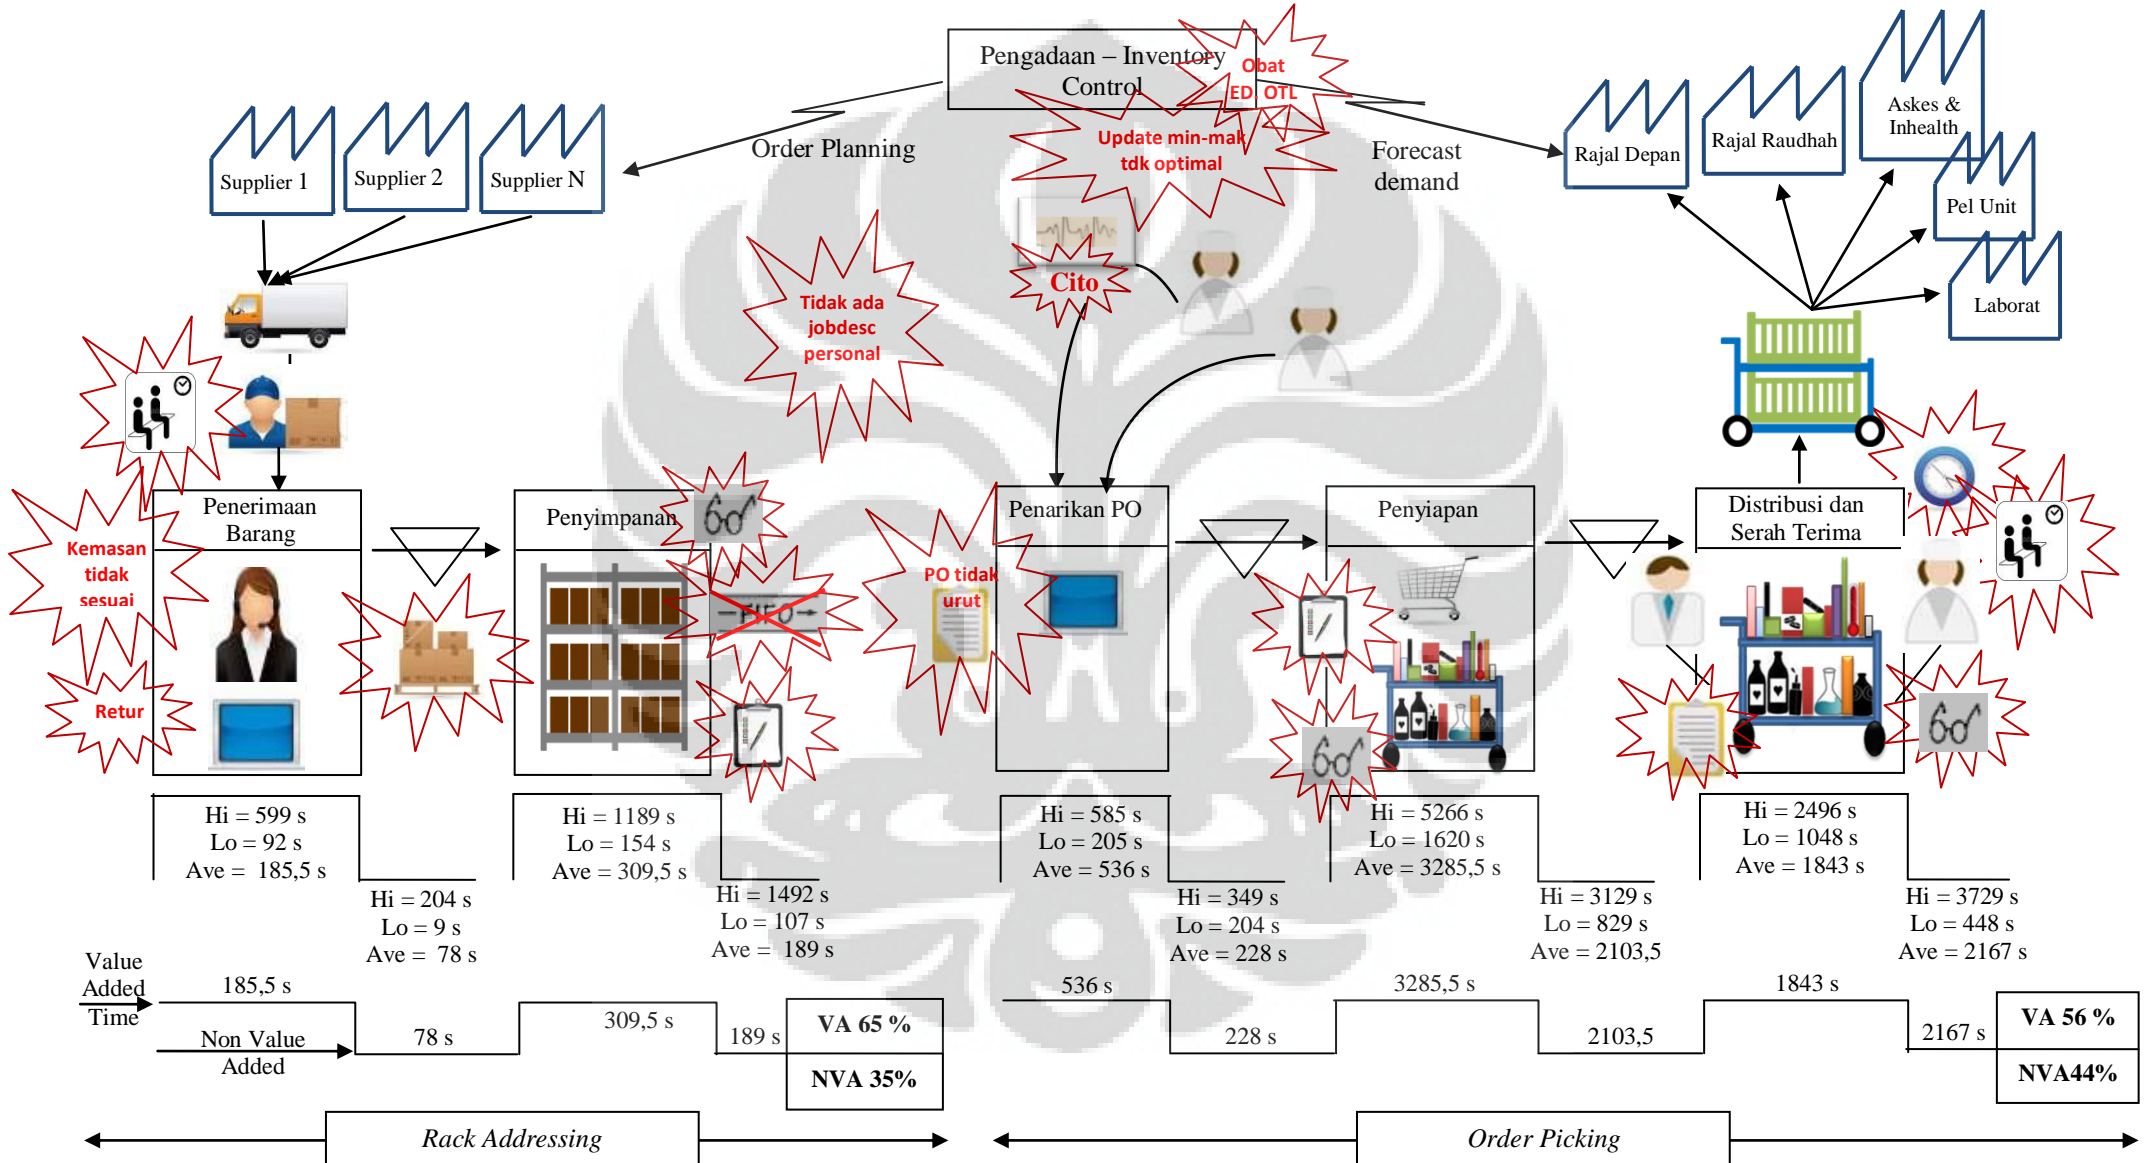 Pengadaan – Inventory
Control
Obat
ED, OTL
Update min-mak
tdk optimal
Order Planning
Forecast
demand
Supplier 1
Supplier 2
Supplier N
Rajal Depan
Rajal Raudhah
Askes &
Inhealth
Pel Unit
Laborat
Tidak ada
jobdesc
personal
Cito
Penerimaan
Barang
Penyimpanan
Penarikan PO
Penyiapan
Distribusi dan
Serah Terima
Kemasan
tidak
sesuai
Retur
FIFO
PO tidak
urut
Hi = 599 s
Lo = 92 s
Ave = 185,5 s
Hi = 204 s
Lo = 9 s
Ave = 78 s
Hi = 1189 s
Lo = 154 s
Ave = 309,5 s
Hi = 1492 s
Lo = 107 s
Ave = 189 s
Hi = 585 s
Lo = 205 s
Ave = 536 s
Hi = 349 s
Lo = 204 s
Ave = 228 s
Hi = 5266 s
Lo = 1620 s
Ave = 3285,5 s
Hi = 3129 s
Lo = 829 s
Ave = 2103,5
Hi = 2496 s
Lo = 1048 s
Ave = 1843 s
Hi = 3729 s
Lo = 448 s
Ave = 2167 s
Value
Added
Time
185,5 s
Non Value
Added
78 s
309,5 s
189 s
VA 65 %
NVA 35%
536 s
228 s
3285,5 s
2103,5
1843 s
2167 s
VA 56 %
NVA44%
Rack Addressing
Order Picking